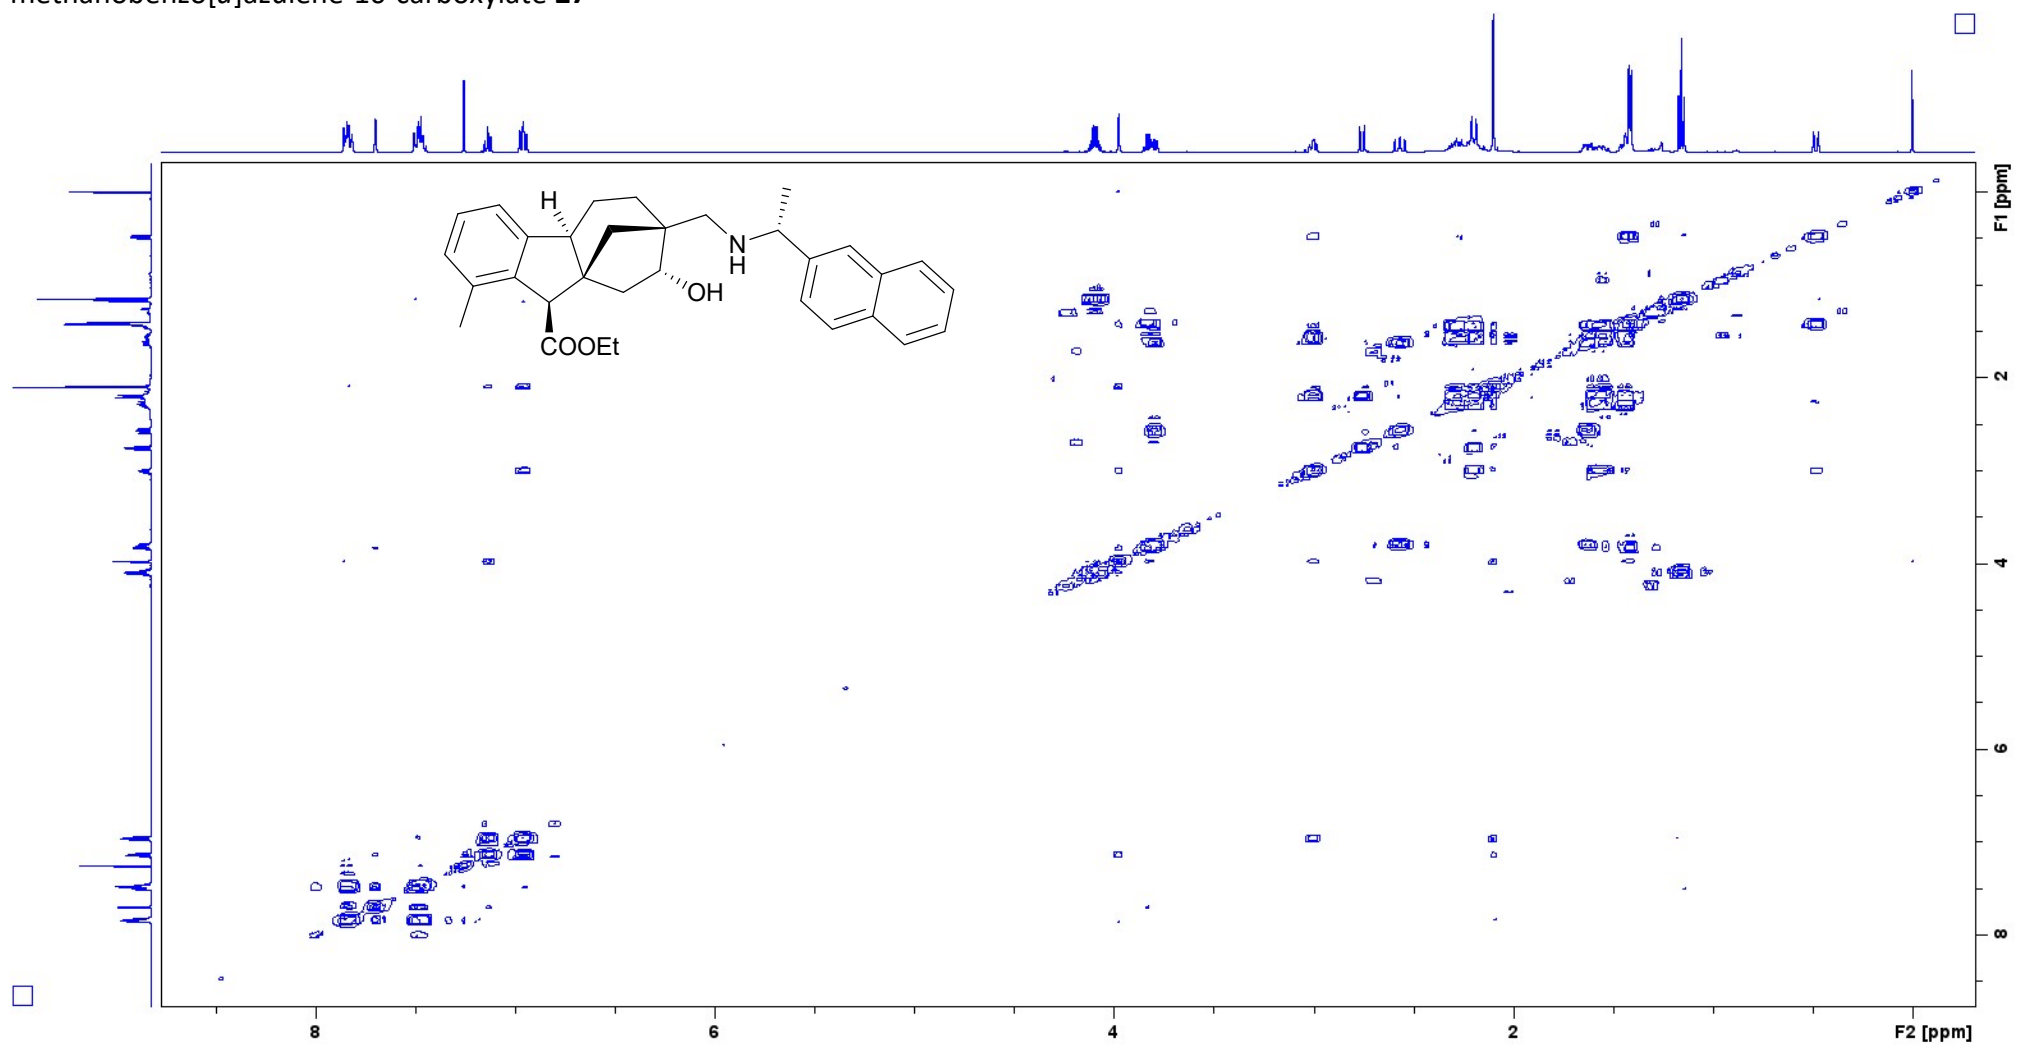 methanobenzo[a]azulene-10-carboxylate 27
H
N
H
OH
COOEt
F1 [ppm]
2
4
6
8
8
6
4
2
F2 [ppm]